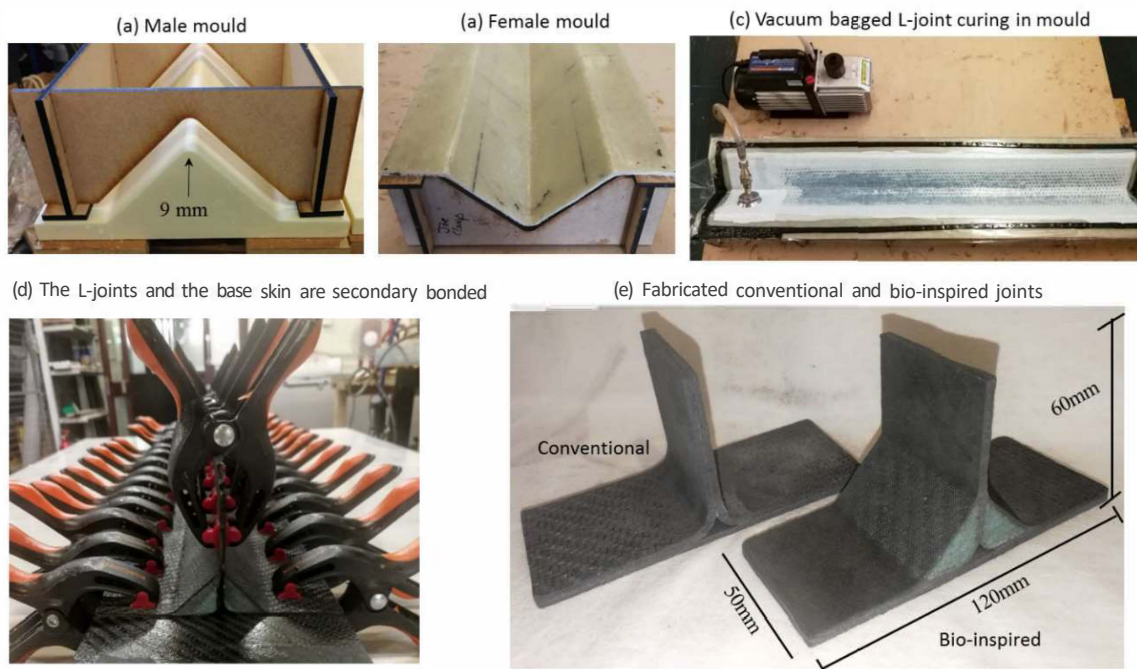 (a) Male mould
(a) Female mould
(c) Vacuum bagged L-joint curing in mould
9 mm
(d) The L-joints and the base skin are secondary bonded
(e) Fabricated conventional and bio-inspired joints
Conventional
60mm
50mm
120mm
Bio-inspired